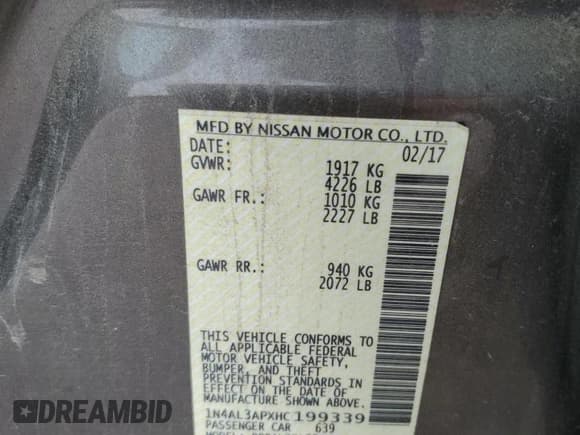 MFD BY NISSAN MOTOR CO., LTD.
DATE: 02/17
GVWR: 1917 KG
4226 LB
GAWR FR.: 1010 KG
2227 LB
GAWR RR.: 940 KG
2072 LB
THIS VEHICLE CONFORMS TO
ALL APPLICABLE FEDERAL
MOTOR VEHICLE SAFETY,
BUMPER, AND THEFT
PREVENTION STANDARDS IN
EFFECT ON THE DATE OF
MANUFACTURE SHOWN ABOVE.
1N4AL3APXHC199339
PASSENGER CAR 639
DREAMBID